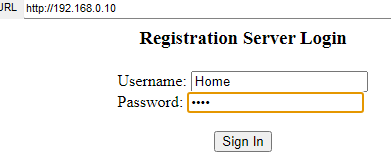 URL http://192.168.0.10
Registration Server Login
Username: Home
Password: ••••
Sign In